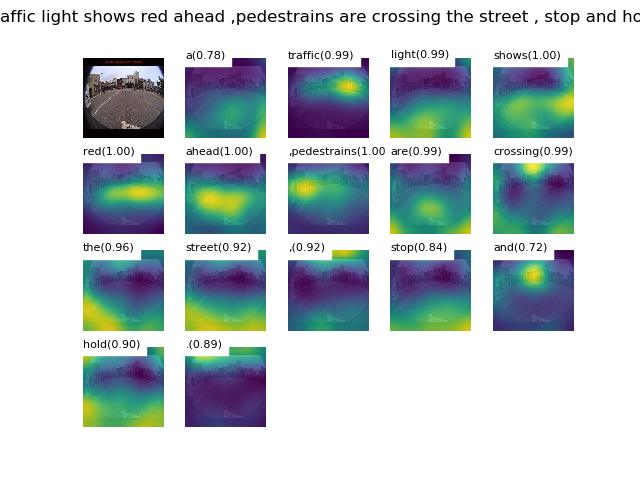 affic light shows red ahead ,pedestrains are crossing the street , stop and ho
a(0.78) traffic(0.99) light(0.99) shows(1.00)
red(1.00) ahead(1.00) ,pedestrains(1.00 are(0.99) crossing(0.99)
the(0.96) street(0.92) ,(0.92) stop(0.84) and(0.72)
hold(0.90) .(0.89)